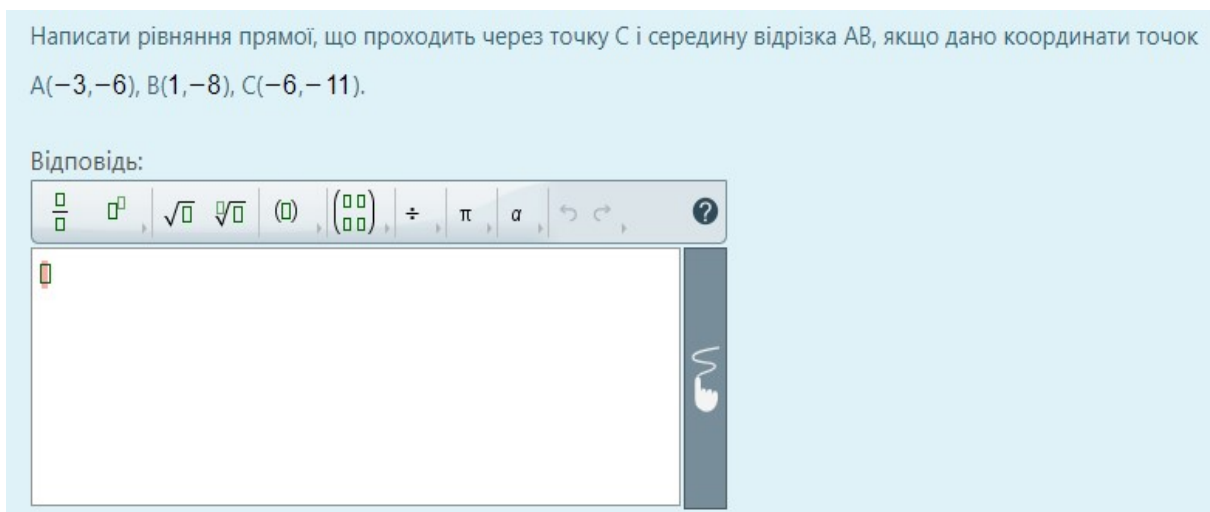 Написати рівняння прямої, що проходить через точку С і середину відрізка АВ, якщо дано координати точок
А(−3,−6), В(1,−8), С(−6,−11).
Відповідь:
√ √ (▯) ÷ π α ?